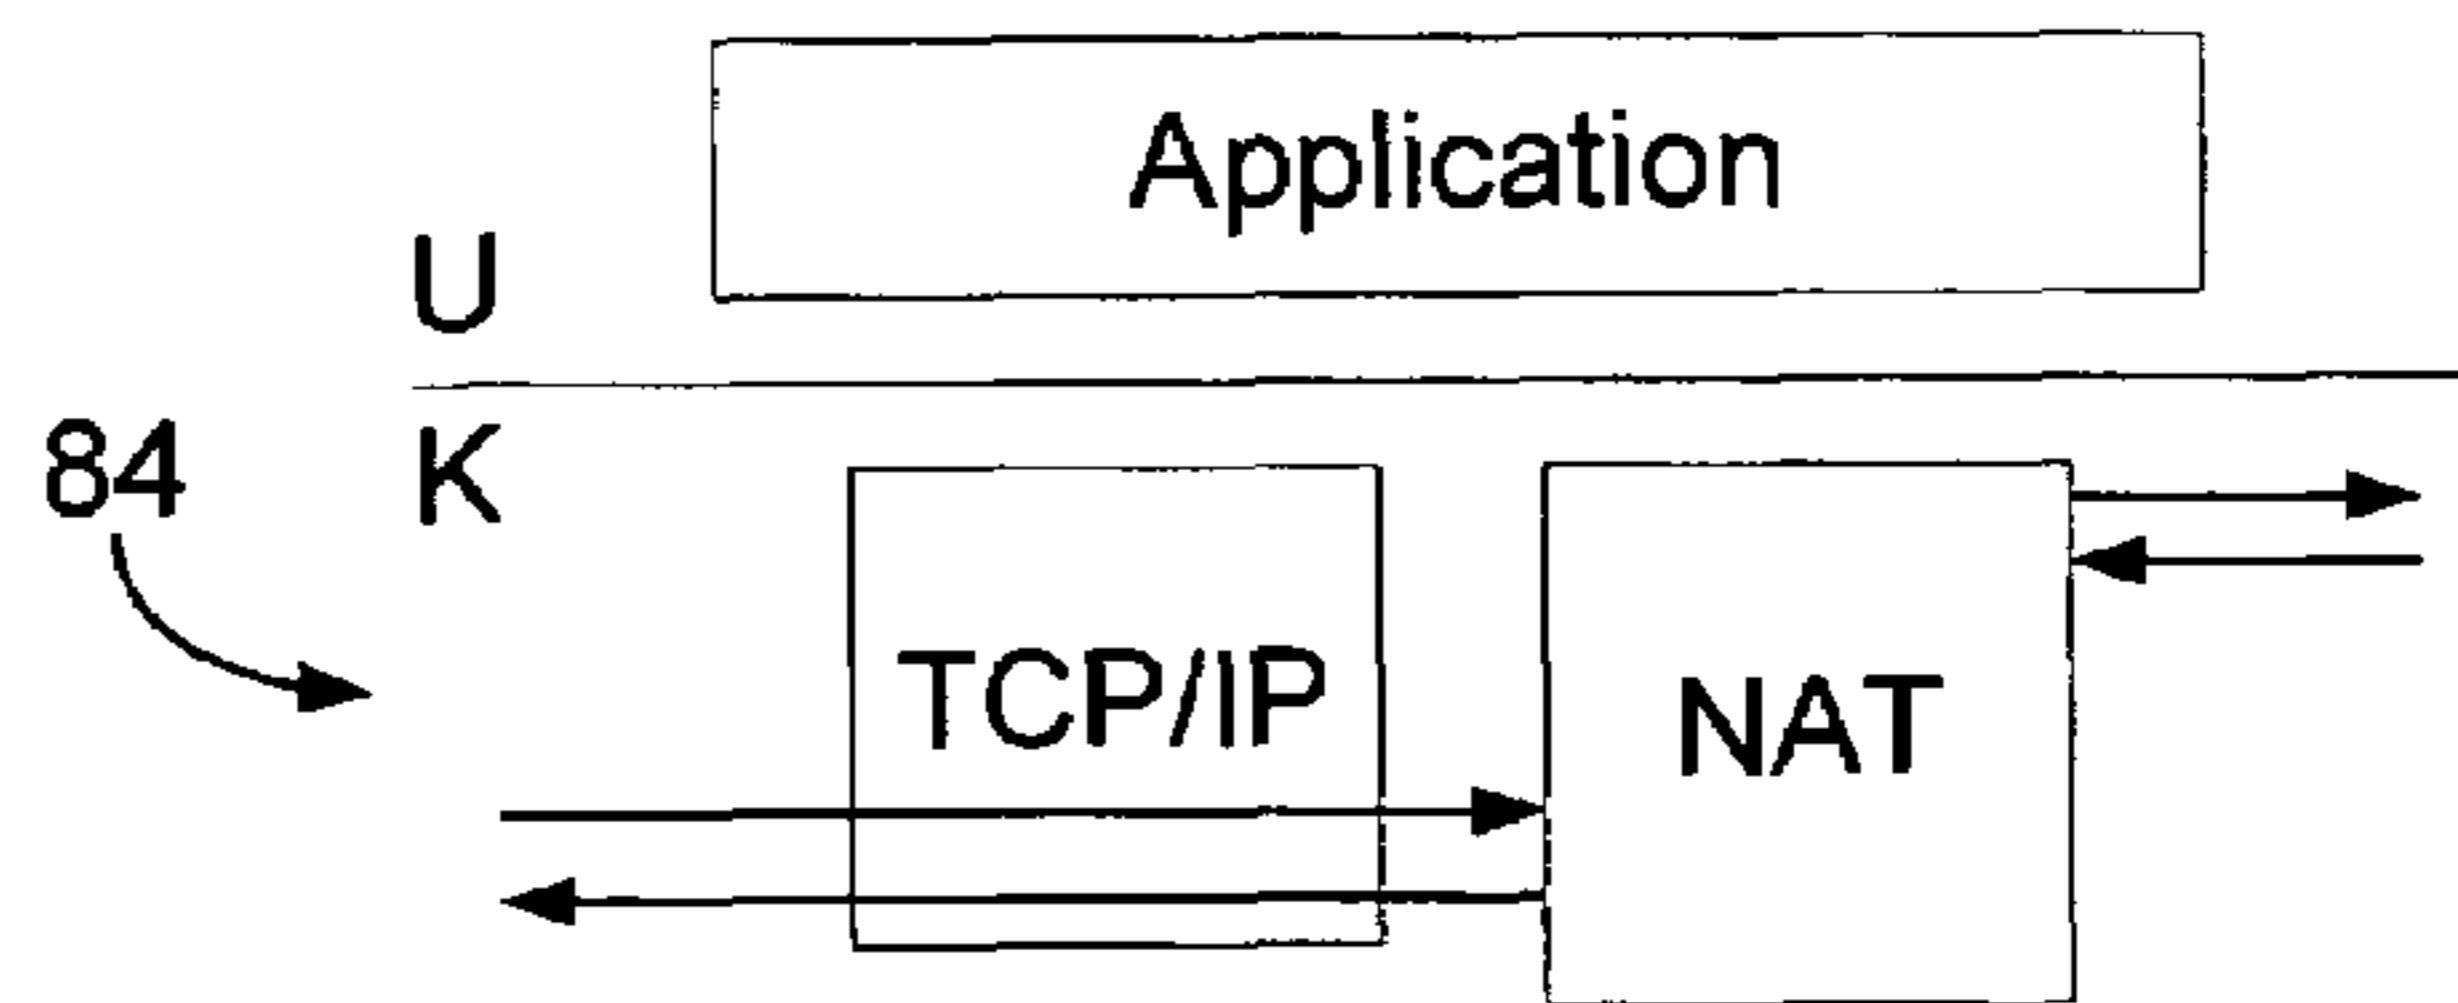 Application
U
84 K
TCP/IP
NAT